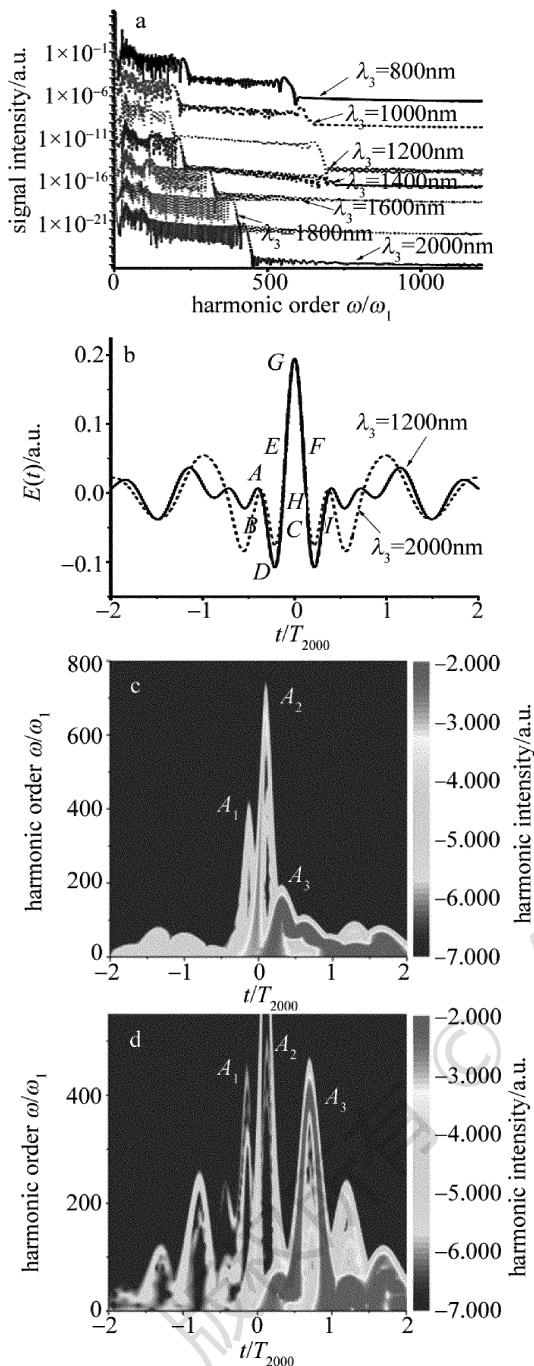 a
signal intensity/a.u.
1×10⁻¹
1×10⁻⁶
1×10⁻¹¹
1×10⁻¹⁶
1×10⁻²¹
λ₃=800nm
λ₃=1000nm
λ₃=1200nm
λ₃=1400nm
λ₃=1600nm
λ₃=1800nm
λ₃=2000nm
0 500 1000
harmonic order ω/ω₁
b
E(t)/a.u.
0.2
0.1
0.0
−0.1
G
E F
A
B H C I
D
λ₃=1200nm
λ₃=2000nm
−2 −1 0 1 2
t/T₂₀₀₀
c
harmonic order ω/ω₁
800
600
400
200
0
A₁
A₂
A₃
−2 −1 0 1 2
t/T₂₀₀₀
−2.000
−3.000
−4.000
−5.000
−6.000
−7.000
harmonic intensity/a.u.
d
harmonic order ω/ω₁
400
200
0
A₁
A₂
A₃
−2 −1 0 1 2
t/T₂₀₀₀
−2.000
−3.000
−4.000
−5.000
−6.000
−7.000
harmonic intensity/a.u.
©